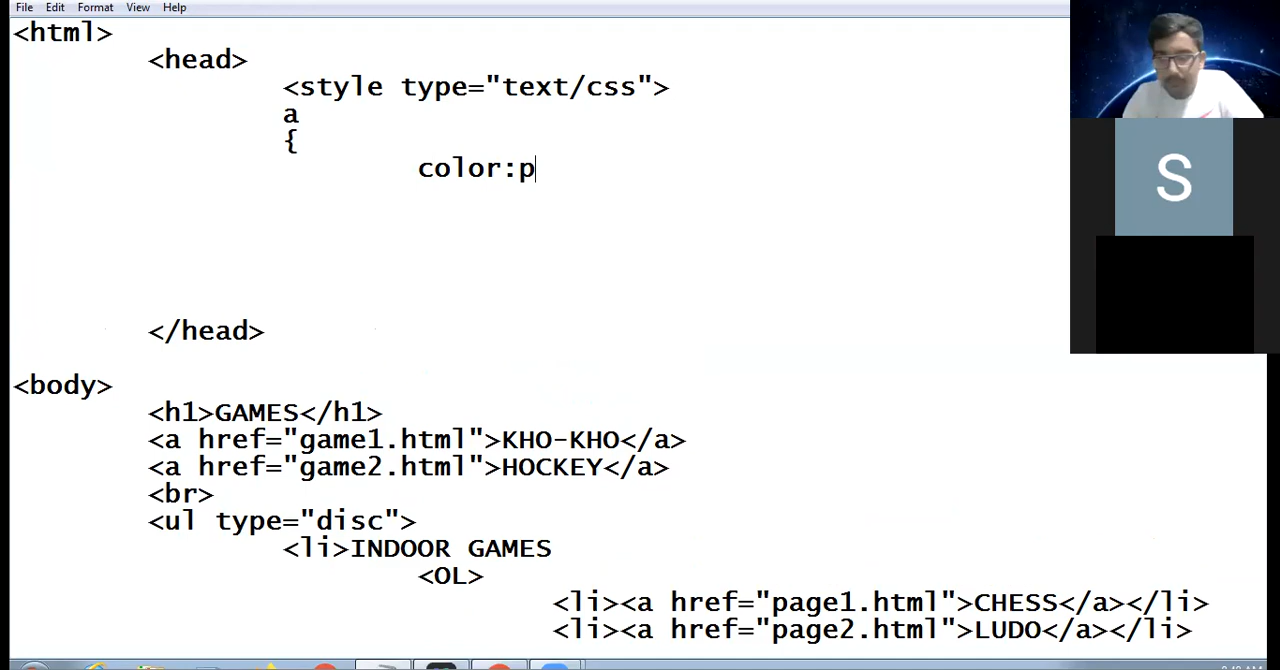 File Edit Format View Help
<html>
<head>
<style type="text/css">
a
{
color:p
</head>
<body>
<h1>GAMES</h1>
<a href="game1.html">KHO-KHO</a>
<a href="game2.html">HOCKEY</a>
<br>
<ul type="disc">
<li>INDOOR GAMES
<OL>
<li><a href="page1.html">CHESS</a></li>
<li><a href="page2.html">LUDO</a></li>
S